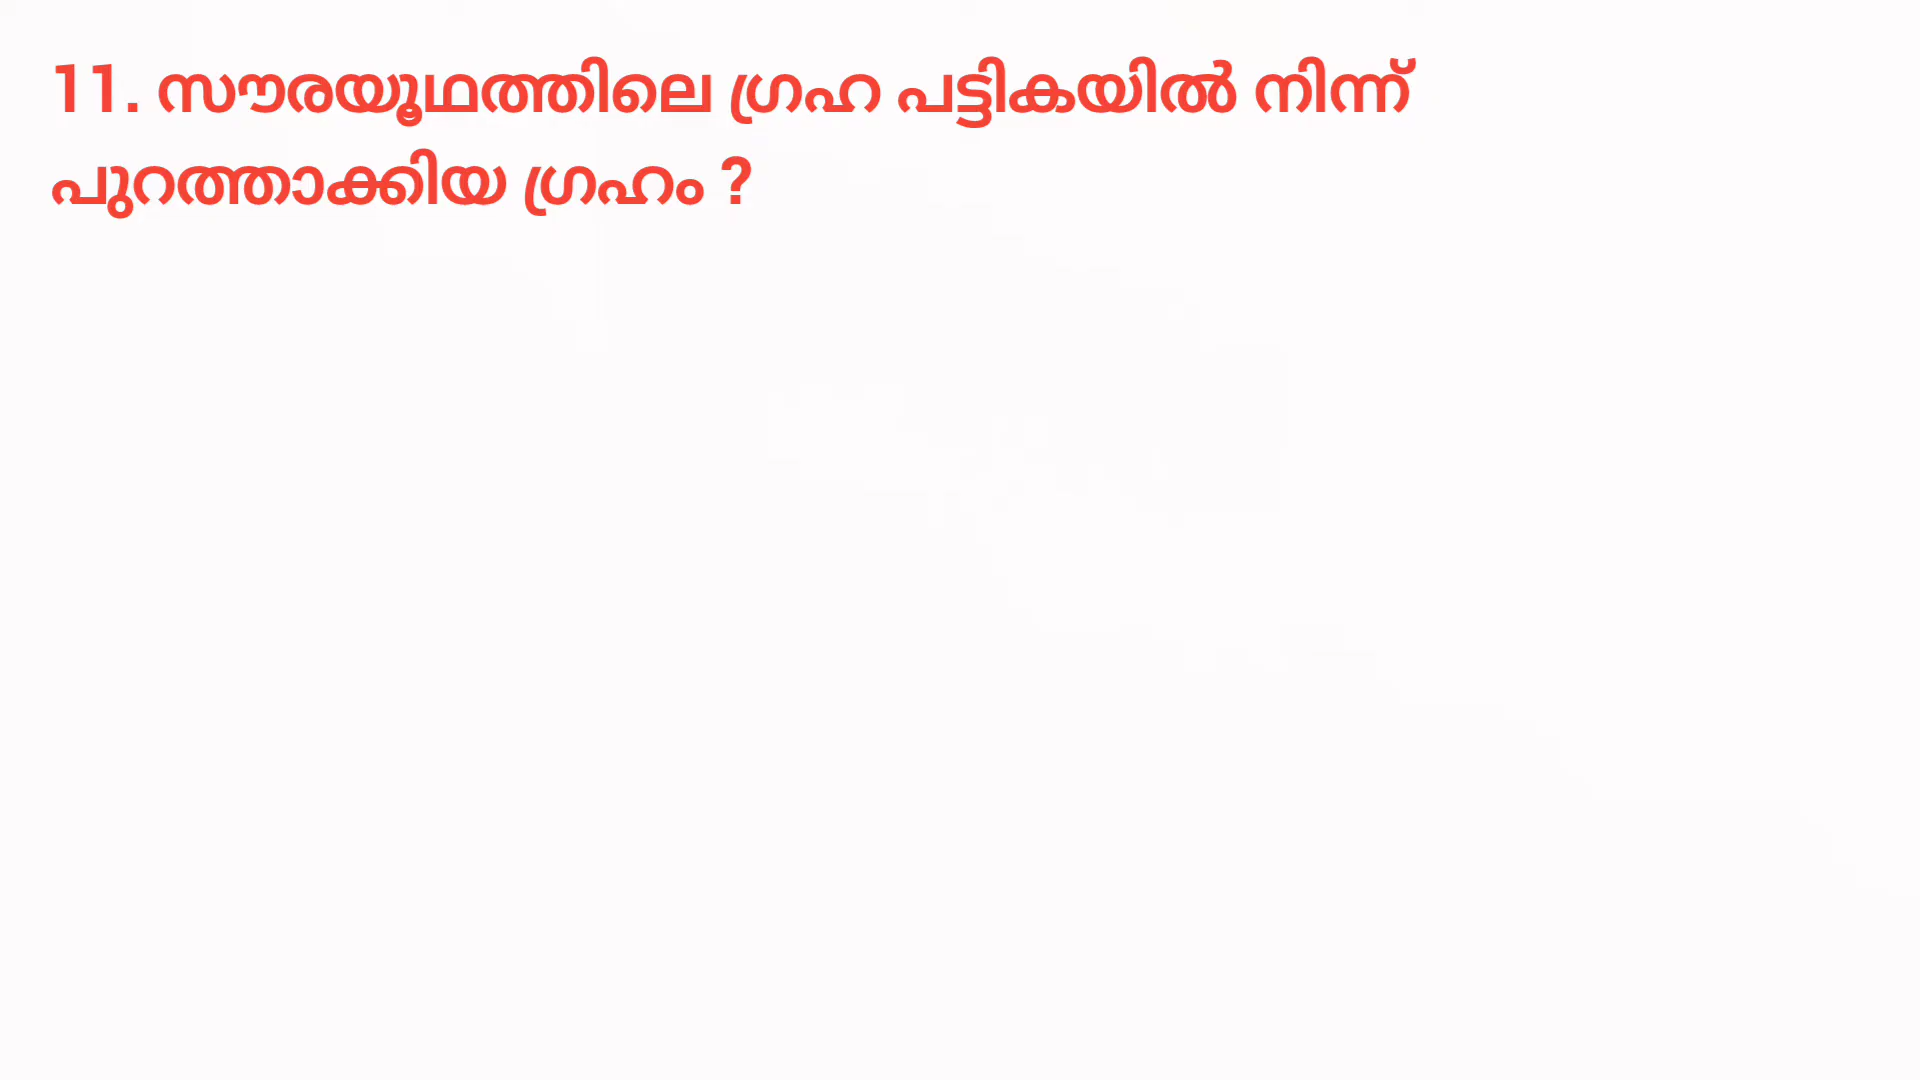 11. സൗരയൂഥത്തിലെ ഗ്രഹ പട്ടികയിൽ നിന്ന്
പുറത്താക്കിയ ഗ്രഹം ?